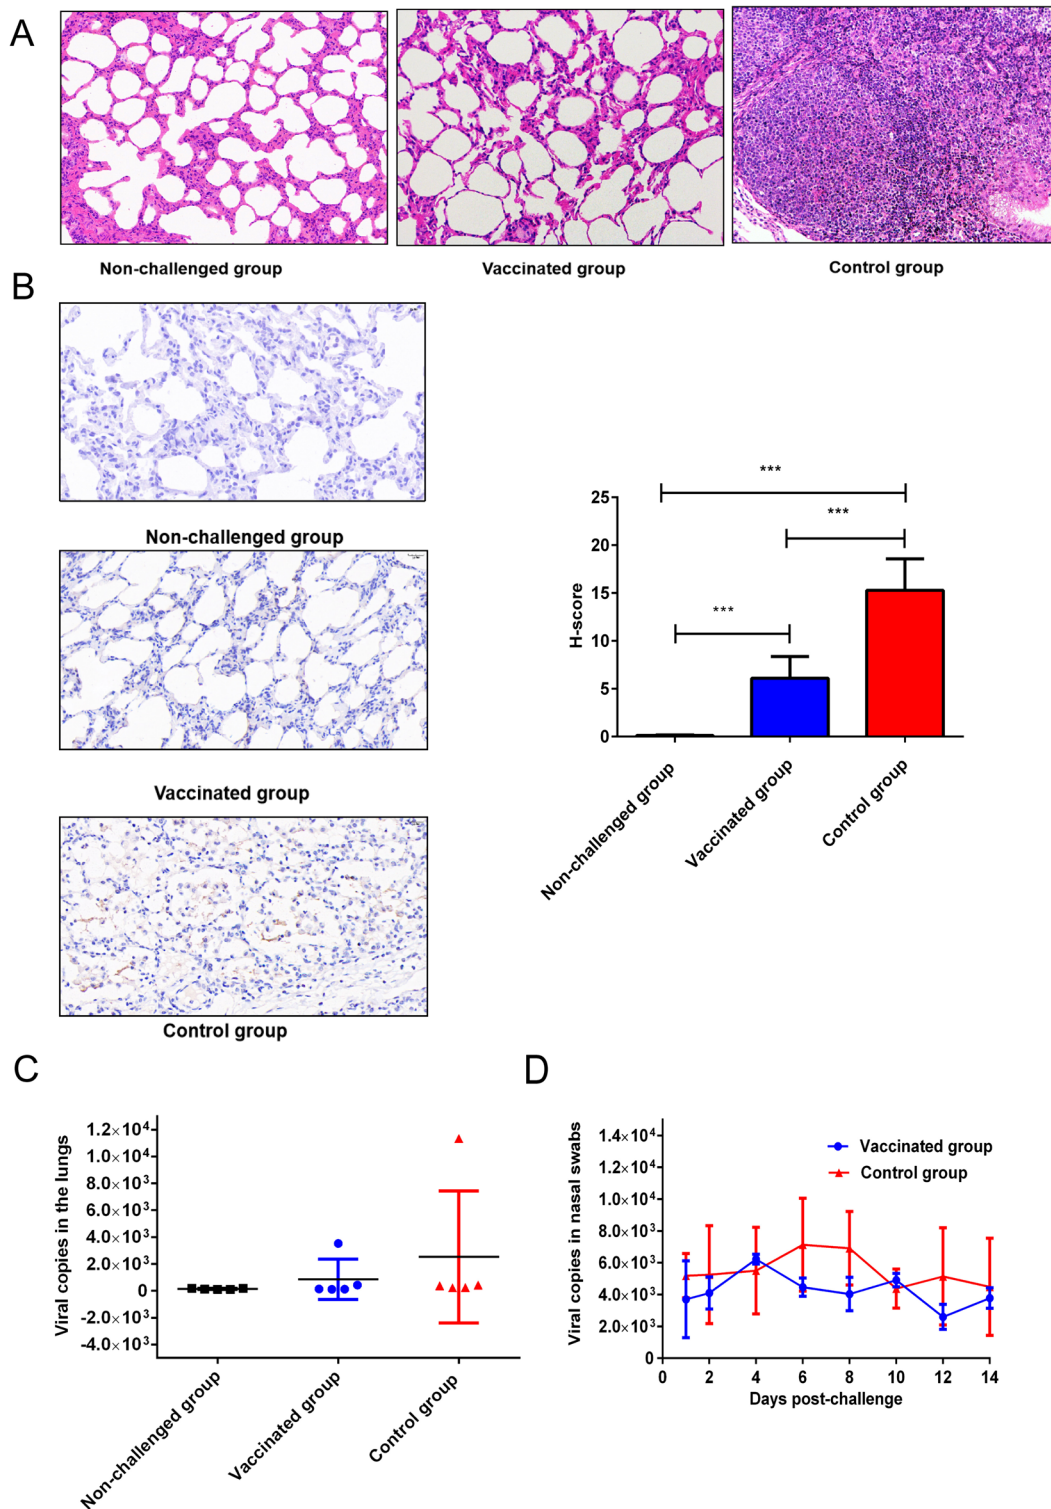 A
Non-challenged group
Vaccinated group
Control group
B
Non-challenged group
Vaccinated group
Control group
H-score
25
20
15
10
5
0
***
***
***
Non-challenged group
Vaccinated group
Control group
C
Viral copies in the lungs
1.2×10⁴
1.0×10⁴
8.0×10³
6.0×10³
4.0×10³
2.0×10³
0
-2.0×10³
-4.0×10³
Non-challenged group
Vaccinated group
Control group
D
Viral copies in nasal swabs
1.4×10⁴
1.2×10⁴
1.0×10⁴
8.0×10³
6.0×10³
4.0×10³
2.0×10³
0
Vaccinated group
Control group
0 2 4 6 8 10 12 14
Days post-challenge